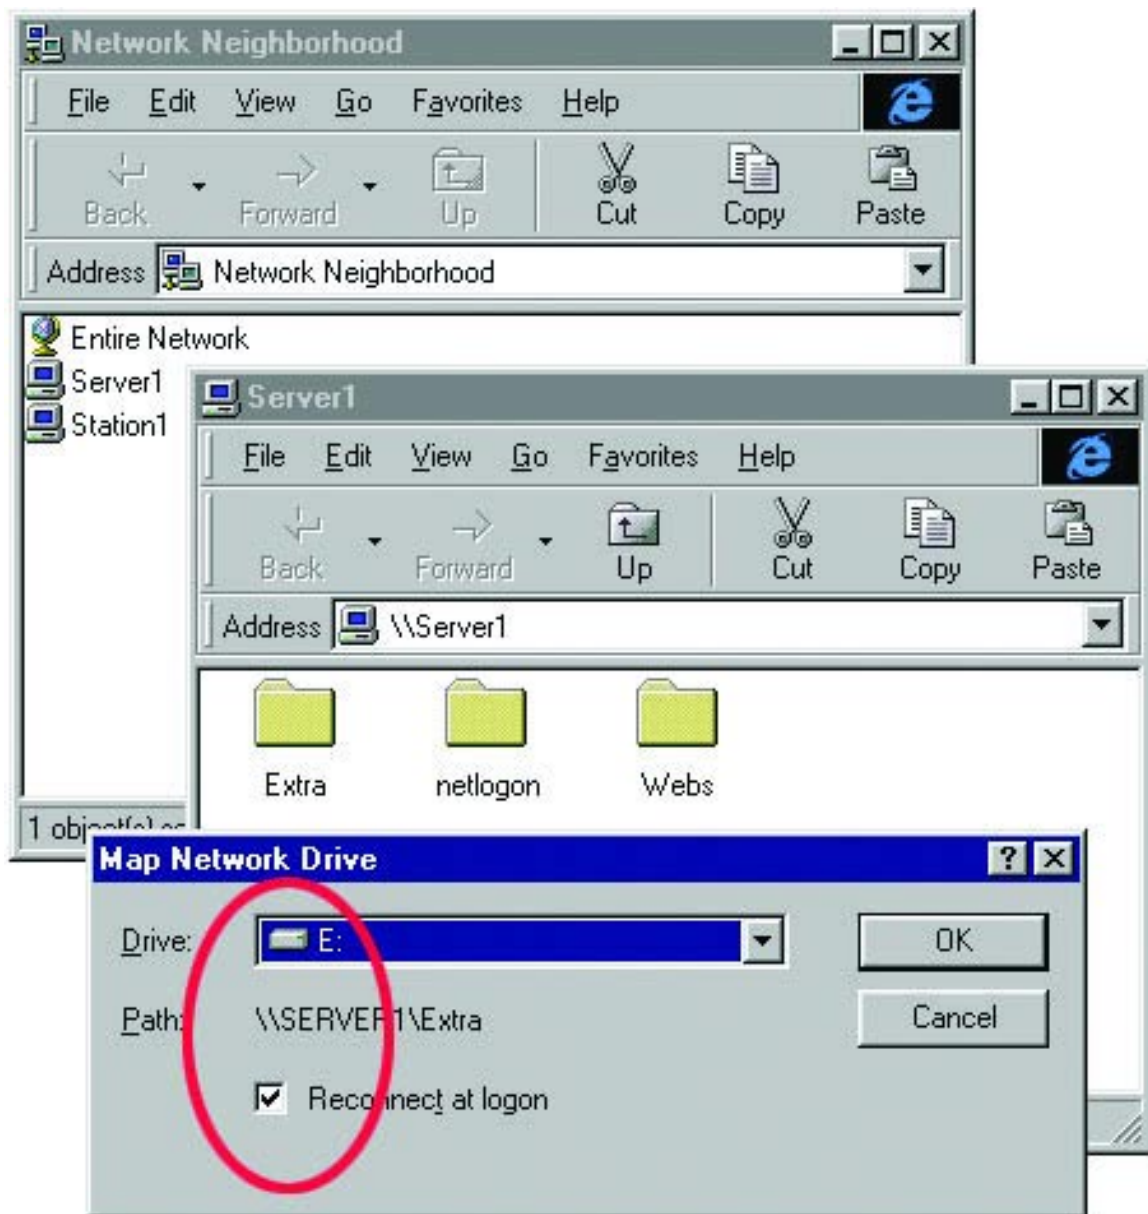 Network Neighborhood
File Edit View Go Favorites Help
Back Forward Up Cut Copy Paste
Address Network Neighborhood
Entire Network
Server1
Station1
Server1
File Edit View Go Favorites Help
Back Forward Up Cut Copy Paste
Address \\Server1
Extra netlogon Webs
1 object(s)
Map Network Drive
Drive: E: OK
Path: \\SERVER1\Extra Cancel
Reconnect at logon